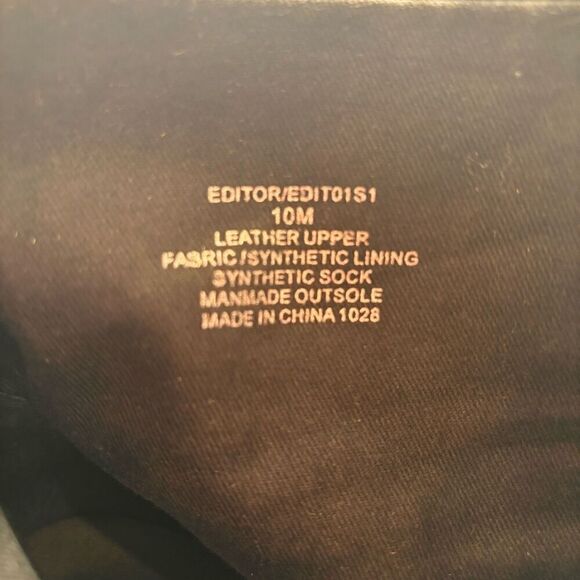 EDITOR/EDIT01S1
10M
LEATHER UPPER
FABRIC/SYNTHETIC LINING
SYNTHETIC SOCK
MANMADE OUTSOLE
MADE IN CHINA 1028